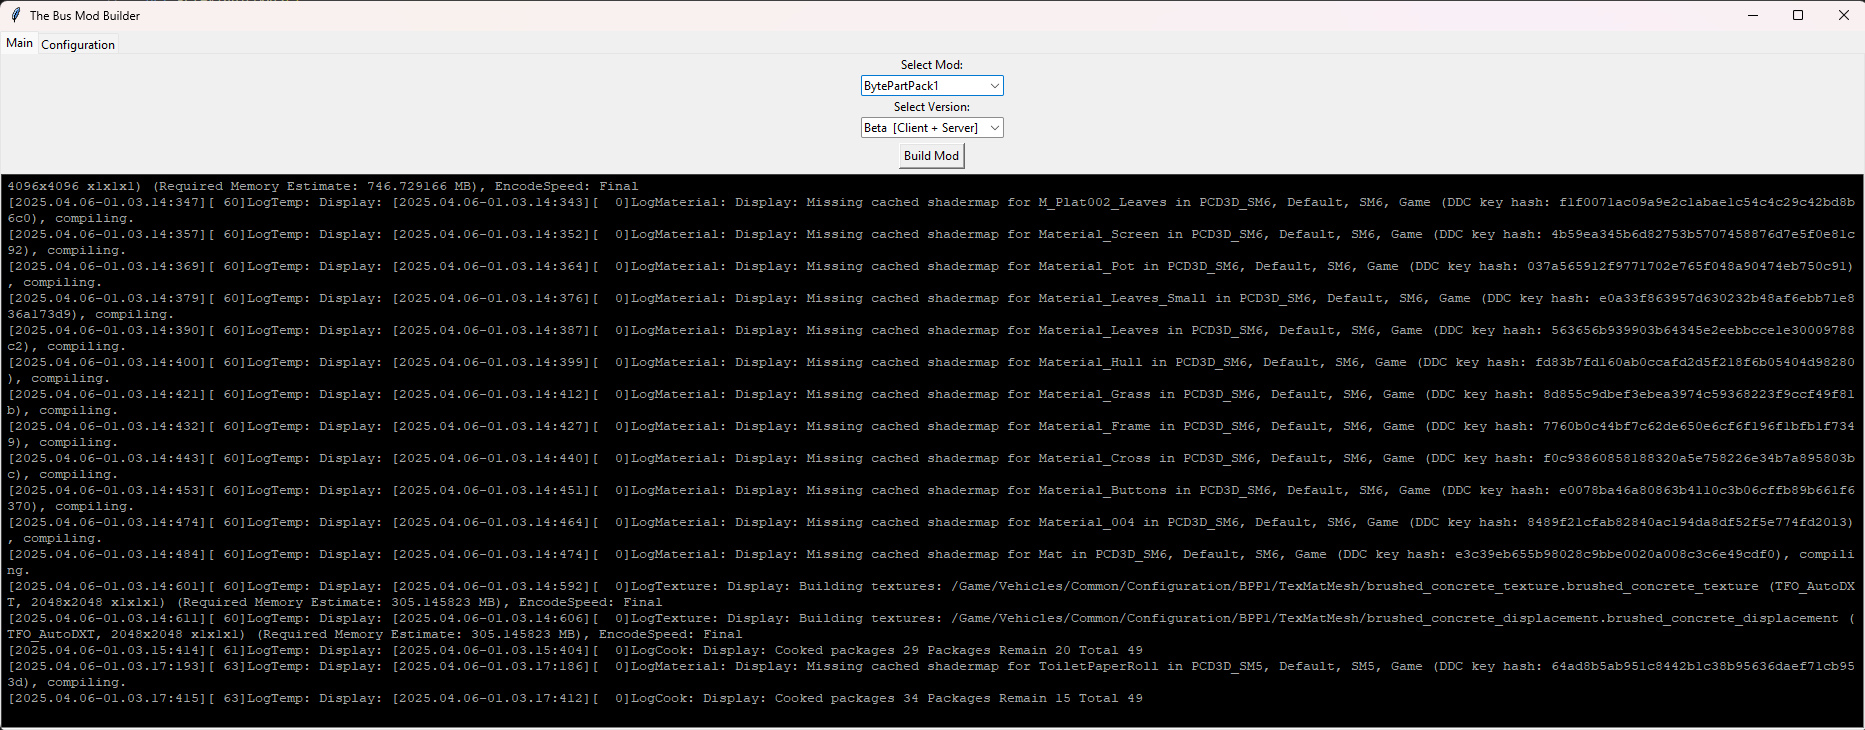 The Bus Mod Builder
Main Configuration
Select Mod:
BytePartPack1
Select Version:
Beta [Client + Server]
Build Mod
4096x4096 x1x1x1) (Required Memory Estimate: 746.729166 MB), EncodeSpeed: Final
[2025.04.06-01.03.14:347][ 60]LogTemp: Display: [2025.04.06-01.03.14:343][  0]LogMaterial: Display: Missing cached shadermap for M_Plat002_Leaves in PCD3D_SM6, Default, SM6, Game (DDC key hash: f1f0071ac09a9e2c1abae1c54c4c29c42bd8b
6c0), compiling.
[2025.04.06-01.03.14:357][ 60]LogTemp: Display: [2025.04.06-01.03.14:352][  0]LogMaterial: Display: Missing cached shadermap for Material_Screen in PCD3D_SM6, Default, SM6, Game (DDC key hash: 4b59ea345b6d82753b5707458876d7e5f0e81c
92), compiling.
[2025.04.06-01.03.14:369][ 60]LogTemp: Display: [2025.04.06-01.03.14:364][  0]LogMaterial: Display: Missing cached shadermap for Material_Pot in PCD3D_SM6, Default, SM6, Game (DDC key hash: 037a565912f9771702e765f048a90474eb750c91)
, compiling.
[2025.04.06-01.03.14:379][ 60]LogTemp: Display: [2025.04.06-01.03.14:376][  0]LogMaterial: Display: Missing cached shadermap for Material_Leaves_Small in PCD3D_SM6, Default, SM6, Game (DDC key hash: e0a33f863957d630232b48af6ebb71e8
36a173d9), compiling.
[2025.04.06-01.03.14:390][ 60]LogTemp: Display: [2025.04.06-01.03.14:387][  0]LogMaterial: Display: Missing cached shadermap for Material_Leaves in PCD3D_SM6, Default, SM6, Game (DDC key hash: 563656b939903b64345e2eebbcce1e30009788
c2), compiling.
[2025.04.06-01.03.14:400][ 60]LogTemp: Display: [2025.04.06-01.03.14:399][  0]LogMaterial: Display: Missing cached shadermap for Material_Hull in PCD3D_SM6, Default, SM6, Game (DDC key hash: fd83b7fd160ab0ccafd2d5f218f6b05404d98280
), compiling.
[2025.04.06-01.03.14:421][ 60]LogTemp: Display: [2025.04.06-01.03.14:412][  0]LogMaterial: Display: Missing cached shadermap for Material_Grass in PCD3D_SM6, Default, SM6, Game (DDC key hash: 8d855c9dbef3ebea3974c59368223f9ccf49f81
b), compiling.
[2025.04.06-01.03.14:432][ 60]LogTemp: Display: [2025.04.06-01.03.14:427][  0]LogMaterial: Display: Missing cached shadermap for Material_Frame in PCD3D_SM6, Default, SM6, Game (DDC key hash: 7760b0c44bf7c62de650e6cf6f196f1bfb1f734
9), compiling.
[2025.04.06-01.03.14:443][ 60]LogTemp: Display: [2025.04.06-01.03.14:440][  0]LogMaterial: Display: Missing cached shadermap for Material_Cross in PCD3D_SM6, Default, SM6, Game (DDC key hash: f0c93860858188320a5e758226e34b7a895803b
c), compiling.
[2025.04.06-01.03.14:453][ 60]LogTemp: Display: [2025.04.06-01.03.14:451][  0]LogMaterial: Display: Missing cached shadermap for Material_Buttons in PCD3D_SM6, Default, SM6, Game (DDC key hash: e0078ba46a80863b4110c3b06cffb89b661f6
370), compiling.
[2025.04.06-01.03.14:474][ 60]LogTemp: Display: [2025.04.06-01.03.14:464][  0]LogMaterial: Display: Missing cached shadermap for Material_004 in PCD3D_SM6, Default, SM6, Game (DDC key hash: 8489f21cfab82840ac194da8df52f5e774fd2013)
, compiling.
[2025.04.06-01.03.14:484][ 60]LogTemp: Display: [2025.04.06-01.03.14:474][  0]LogMaterial: Display: Missing cached shadermap for Mat in PCD3D_SM6, Default, SM6, Game (DDC key hash: e3c39eb655b98028c9bbe0020a008c3c6e49cdf0), compili
ng.
[2025.04.06-01.03.14:601][ 60]LogTemp: Display: [2025.04.06-01.03.14:592][  0]LogTexture: Display: Building textures: /Game/Vehicles/Common/Configuration/BPP1/TexMatMesh/brushed_concrete_texture.brushed_concrete_texture (TFO_AutoDX
T, 2048x2048 x1x1x1) (Required Memory Estimate: 305.145823 MB), EncodeSpeed: Final
[2025.04.06-01.03.14:611][ 60]LogTemp: Display: [2025.04.06-01.03.14:606][  0]LogTexture: Display: Building textures: /Game/Vehicles/Common/Configuration/BPP1/TexMatMesh/brushed_concrete_displacement.brushed_concrete_displacement (
TFO_AutoDXT, 2048x2048 x1x1x1) (Required Memory Estimate: 305.145823 MB), EncodeSpeed: Final
[2025.04.06-01.03.15:414][ 61]LogTemp: Display: [2025.04.06-01.03.15:404][  0]LogCook: Display: Cooked packages 29 Packages Remain 20 Total 49
[2025.04.06-01.03.17:193][ 63]LogTemp: Display: [2025.04.06-01.03.17:186][  0]LogMaterial: Display: Missing cached shadermap for ToiletPaperRoll in PCD3D_SM5, Default, SM5, Game (DDC key hash: 64ad8b5ab951c8442b1c38b95636daef71cb95
3d), compiling.
[2025.04.06-01.03.17:415][ 63]LogTemp: Display: [2025.04.06-01.03.17:412][  0]LogCook: Display: Cooked packages 34 Packages Remain 15 Total 49